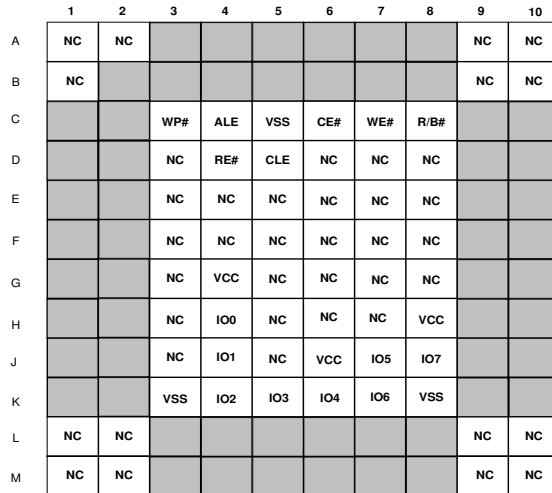 1 2 3 4 5 6 7 8 9 10
A NC NC NC NC
B NC NC NC
C WP# ALE VSS CE# WE# R/B#
D NC RE# CLE NC NC NC
E NC NC NC NC NC NC
F NC NC NC NC NC NC
G NC VCC NC NC NC NC
H NC IO0 NC NC NC VCC
J NC IO1 NC VCC IO5 IO7
K VSS IO2 IO3 IO4 IO6 VSS
L NC NC NC NC
M NC NC NC NC